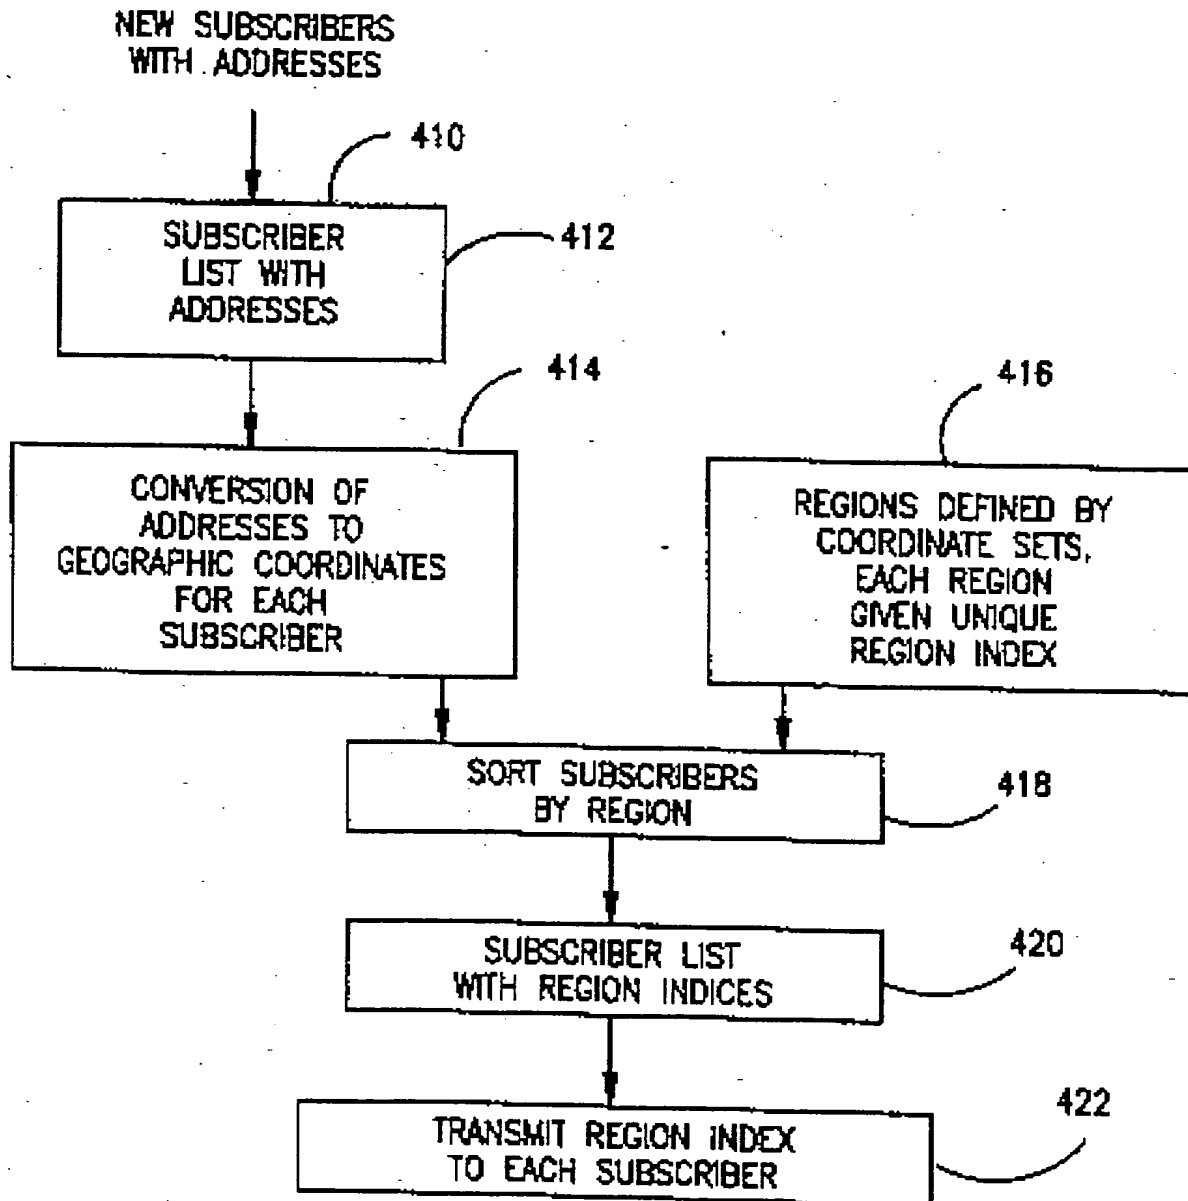 NEW SUBSCRIBERS
WITH ADDRESSES
410
SUBSCRIBER
LIST WITH
ADDRESSES
412
414
CONVERSION OF
ADDRESSES TO
GEOGRAPHIC COORDINATES
FOR EACH
SUBSCRIBER
416
REGIONS DEFINED BY
COORDINATE SETS,
EACH REGION
GIVEN UNIQUE
REGION INDEX
SORT SUBSCRIBERS
BY REGION
418
SUBSCRIBER LIST
WITH REGION INDICES
420
TRANSMIT REGION INDEX
TO EACH SUBSCRIBER
422